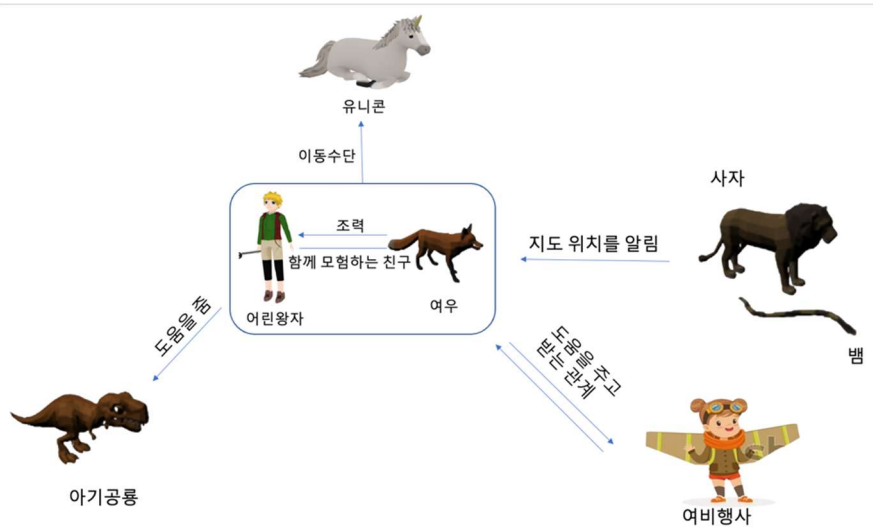 유니콘
이동수단
사자
조력
지도 위치를 알림
함께 모험하는 친구
여우
어린왕자
도움을 줌
뱀
도움을 주고
받는 관계
아기공룡
여비행사